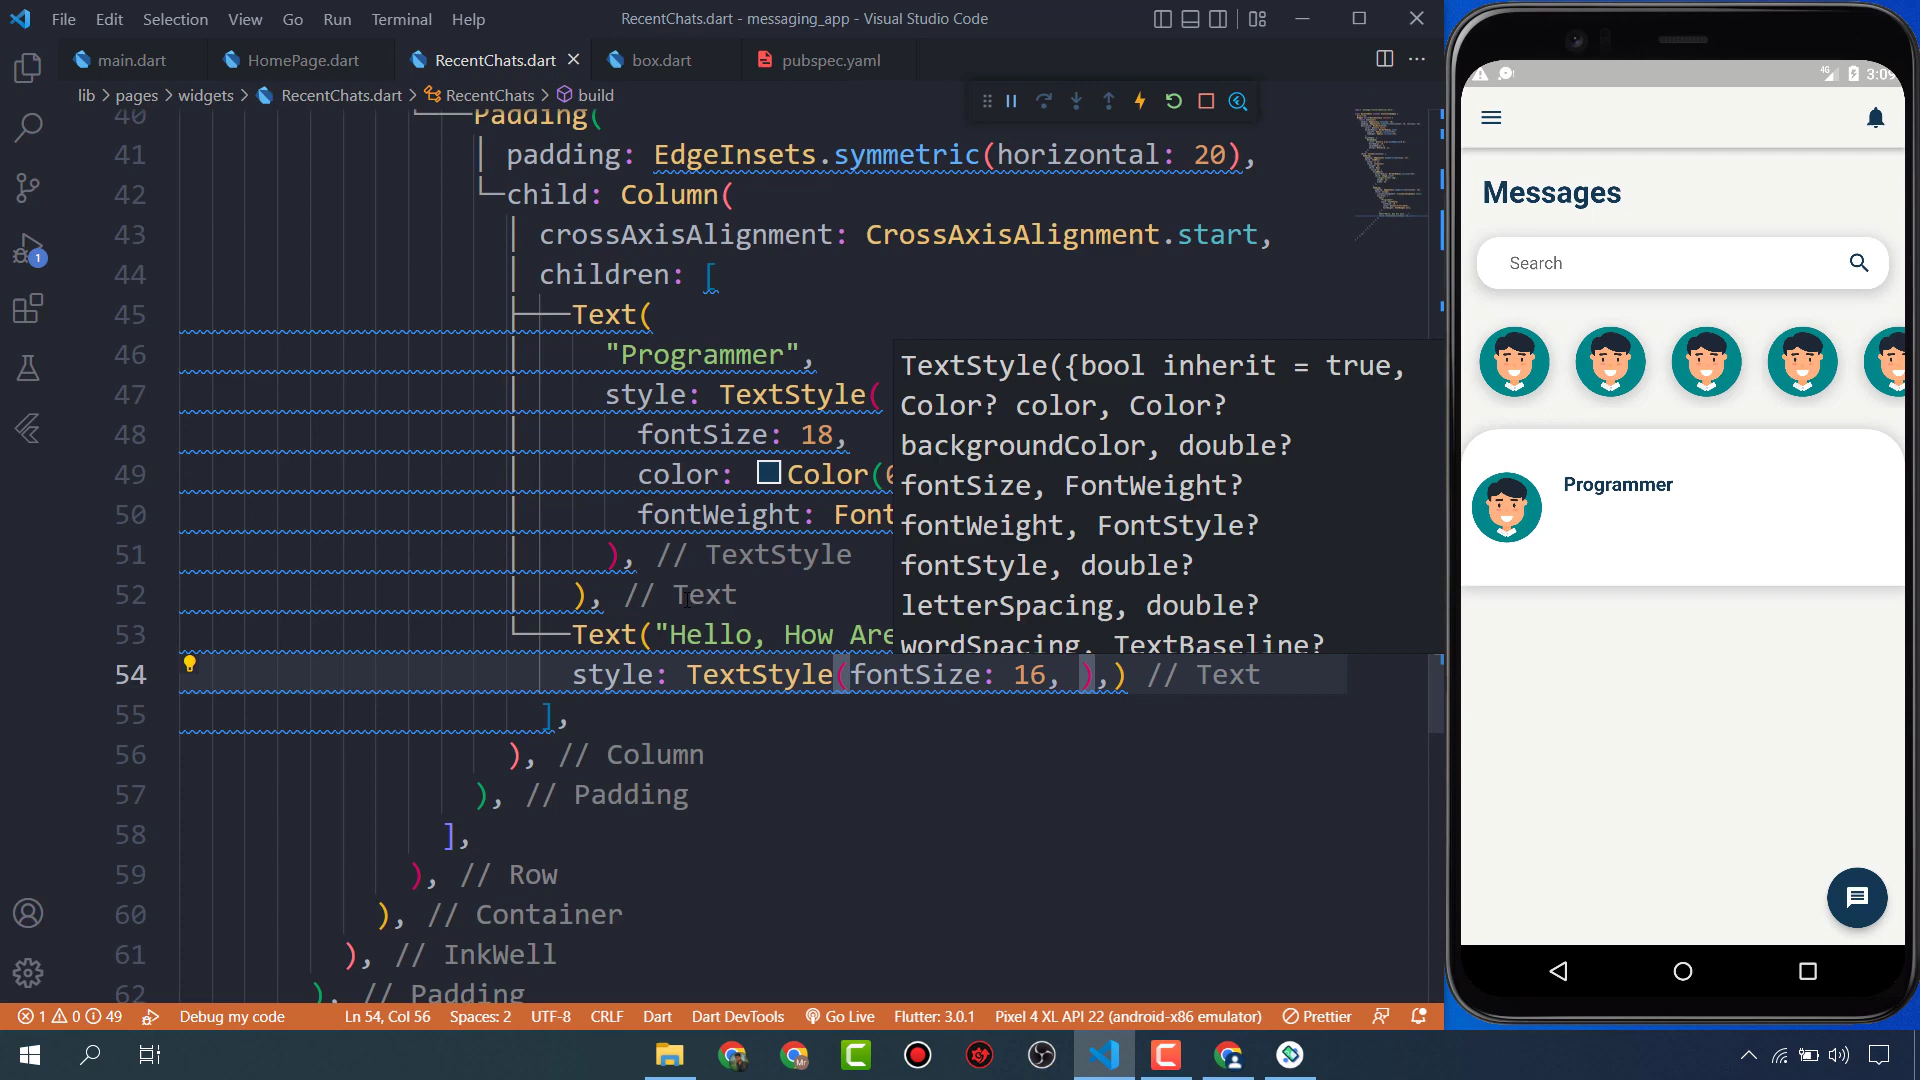 File Edit Selection View Go Run Terminal Help
RecentChats.dart - messaging_app - Visual Studio Code
main.dart HomePage.dart RecentChats.dart box.dart pubspec.yaml
lib > pages > widgets > RecentChats.dart > RecentChats > build
40 Padding(
41 padding: EdgeInsets.symmetric(horizontal: 20),
42 child: Column(
43 crossAxisAlignment: CrossAxisAlignment.start,
44 children: [
45 Text(
46 "Programmer",
47 style: TextStyle(
48 fontSize: 18,
49 color: Color(
50 fontWeight: Font
51 ), // TextStyle
52 ), // Text
53 Text("Hello, How Are
54 style: TextStyle(fontSize: 16, ),) // Text
55 ],
56 ), // Column
57 ), // Padding
58 ],
59 ), // Row
60 ), // Container
61 ), // InkWell
62 ), // Padding
TextStyle({bool inherit = true,
Color? color, Color?
backgroundColor, double?
fontSize, FontWeight?
fontWeight, FontStyle?
fontStyle, double?
letterSpacing, double?
wordSpacing, TextBaseline?
1
1 0 49 Debug my code Ln 54, Col 56 Spaces: 2 UTF-8 CRLF Dart Dart DevTools Go Live Flutter: 3.0.1 Pixel 4 XL API 22 (android-x86 emulator) Prettier
4G 3:09
Messages
Search
Programmer